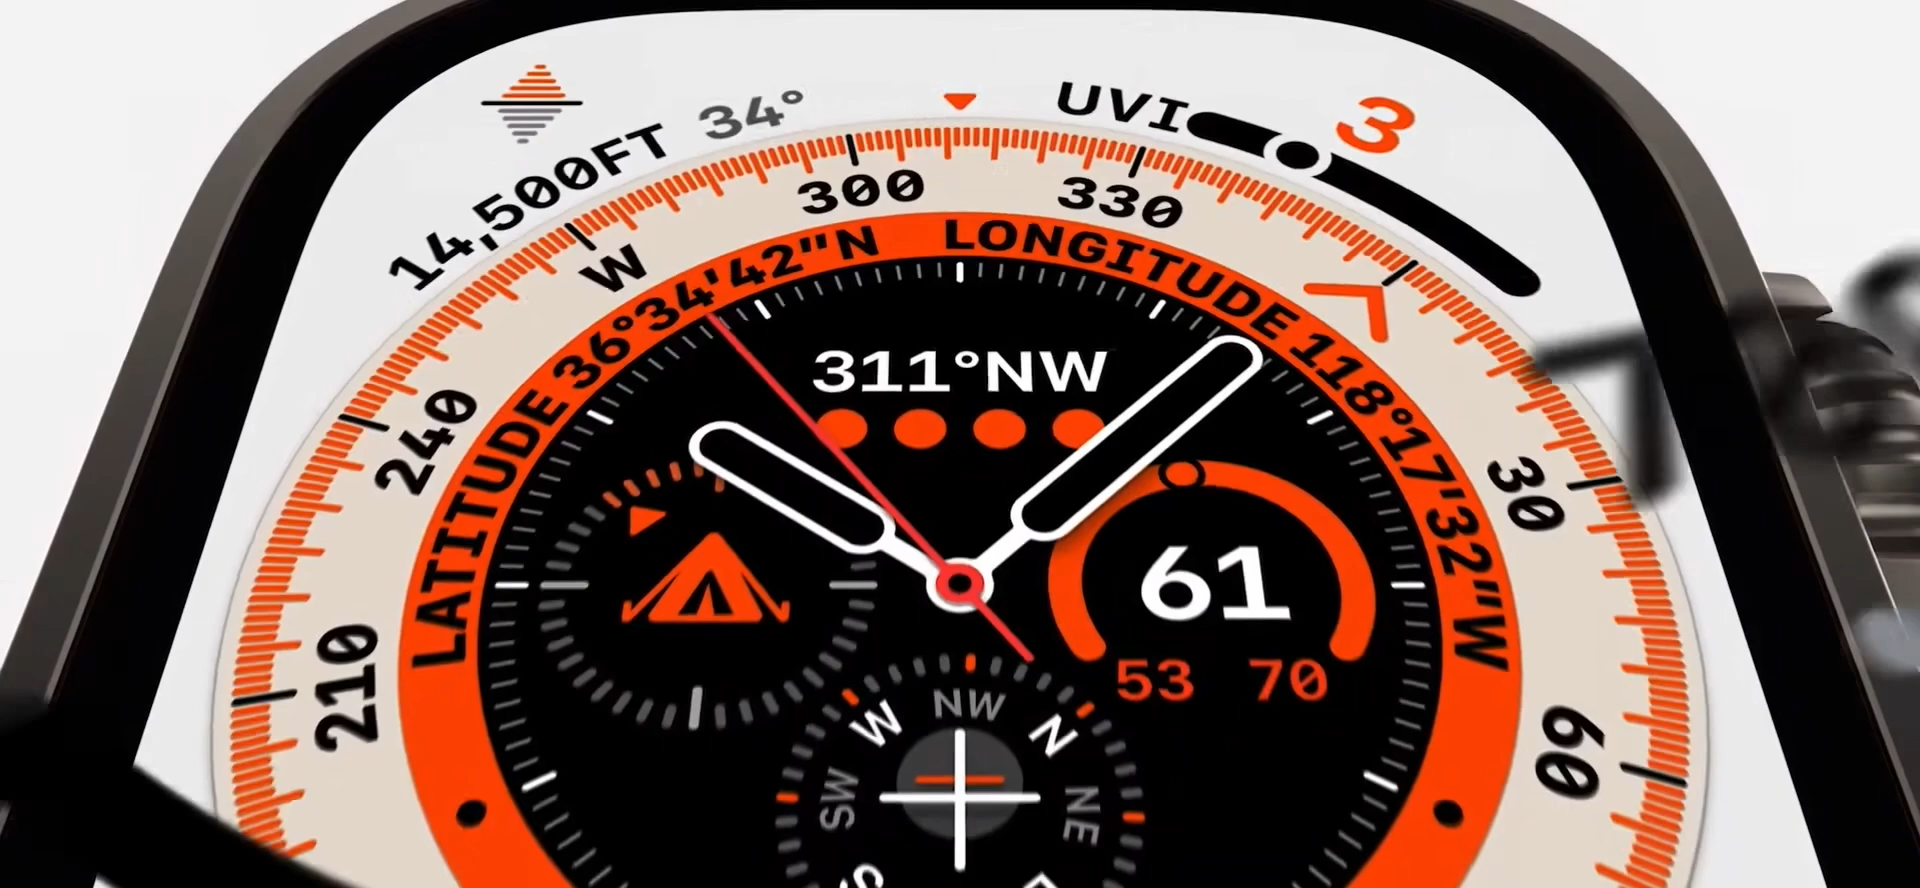 14,500FT 34°
UVI 3
W
300
330
30
60
240
210
LATITUDE 36°34'42"N LONGITUDE 118°17'32"W
311°NW
61
53 70
W NW N
SW NE